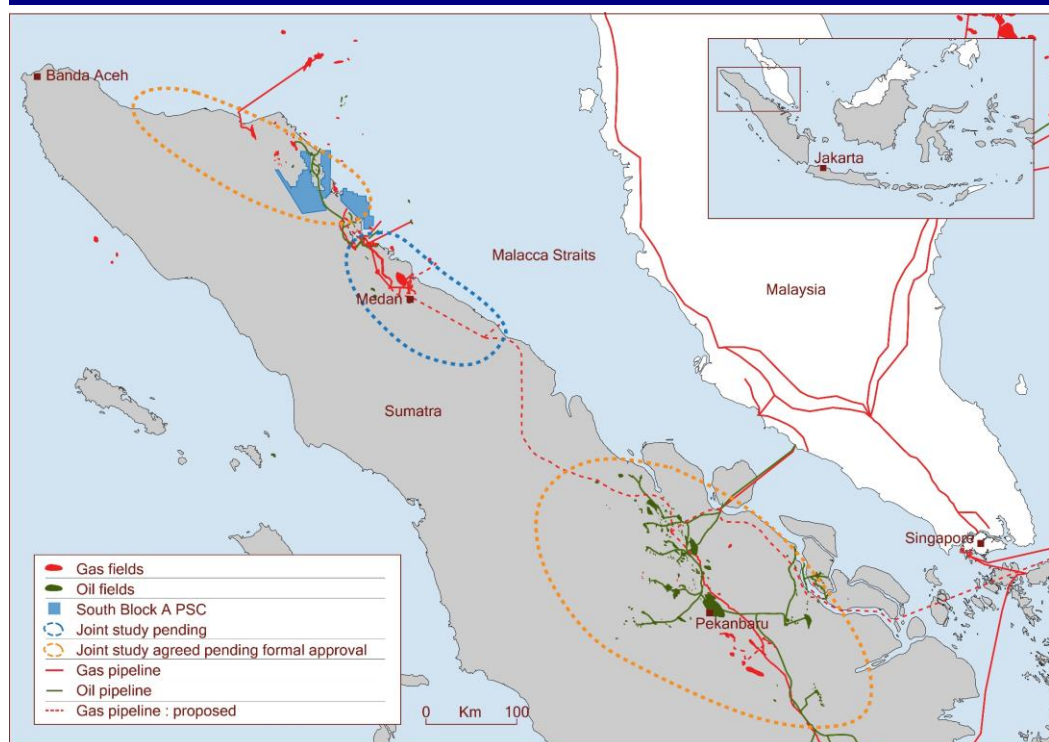 Banda Aceh
Jakarta
Malacca Straits
Malaysia
Medan
Sumatra
Singapore
Pekanbaru
Gas fields
Oil fields
South Block A PSC
Joint study pending
Joint study agreed pending formal approval
Gas pipeline
Oil pipeline
Gas pipeline : proposed
0 Km 100